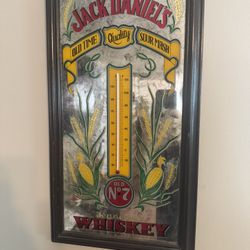 JACK DANIEL'S
OLD TIME Quality SOUR MASH
OLD
No 7
WHISKEY